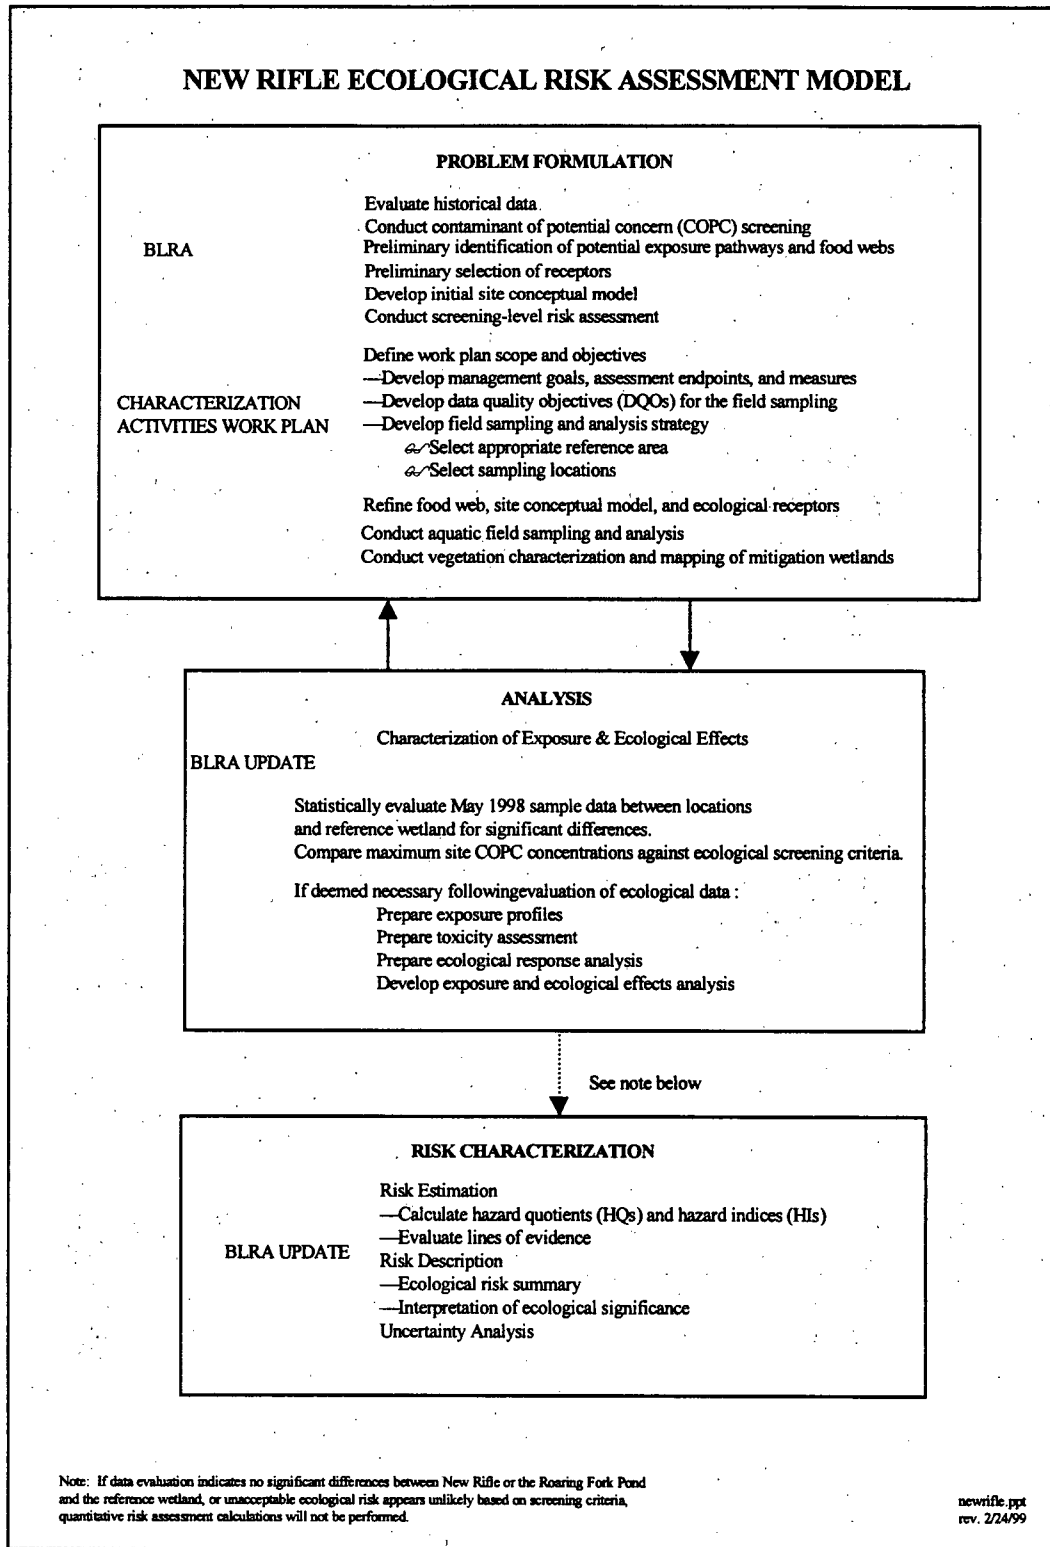 NEW RIFLE ECOLOGICAL RISK ASSESSMENT MODEL
PROBLEM FORMULATION
BLRA
Evaluate historical data
Conduct contaminant of potential concern (COPC) screening
Preliminary identification of potential exposure pathways and food webs
Preliminary selection of receptors
Develop initial site conceptual model
Conduct screening-level risk assessment
CHARACTERIZATION
ACTIVITIES WORK PLAN
Define work plan scope and objectives
—Develop management goals, assessment endpoints, and measures
—Develop data quality objectives (DQOs) for the field sampling
—Develop field sampling and analysis strategy
Select appropriate reference area
Select sampling locations
Refine food web, site conceptual model, and ecological receptors
Conduct aquatic field sampling and analysis
Conduct vegetation characterization and mapping of mitigation wetlands
ANALYSIS
Characterization of Exposure & Ecological Effects
BLRA UPDATE
Statistically evaluate May 1998 sample data between locations
and reference wetland for significant differences.
Compare maximum site COPC concentrations against ecological screening criteria.
If deemed necessary followingevaluation of ecological data :
Prepare exposure profiles
Prepare toxicity assessment
Prepare ecological response analysis
Develop exposure and ecological effects analysis
See note below
RISK CHARACTERIZATION
BLRA UPDATE
Risk Estimation
—Calculate hazard quotients (HQs) and hazard indices (HIs)
—Evaluate lines of evidence
Risk Description
—Ecological risk summary
—Interpretation of ecological significance
Uncertainty Analysis
Note: If data evaluation indicates no significant differences between New Rifle or the Roaring Fork Pond
and the reference wetland, or unacceptable ecological risk appears unlikely based on screening criteria,
quantitative risk assessment calculations will not be performed.
newrifle.ppt
rev. 2/24/99